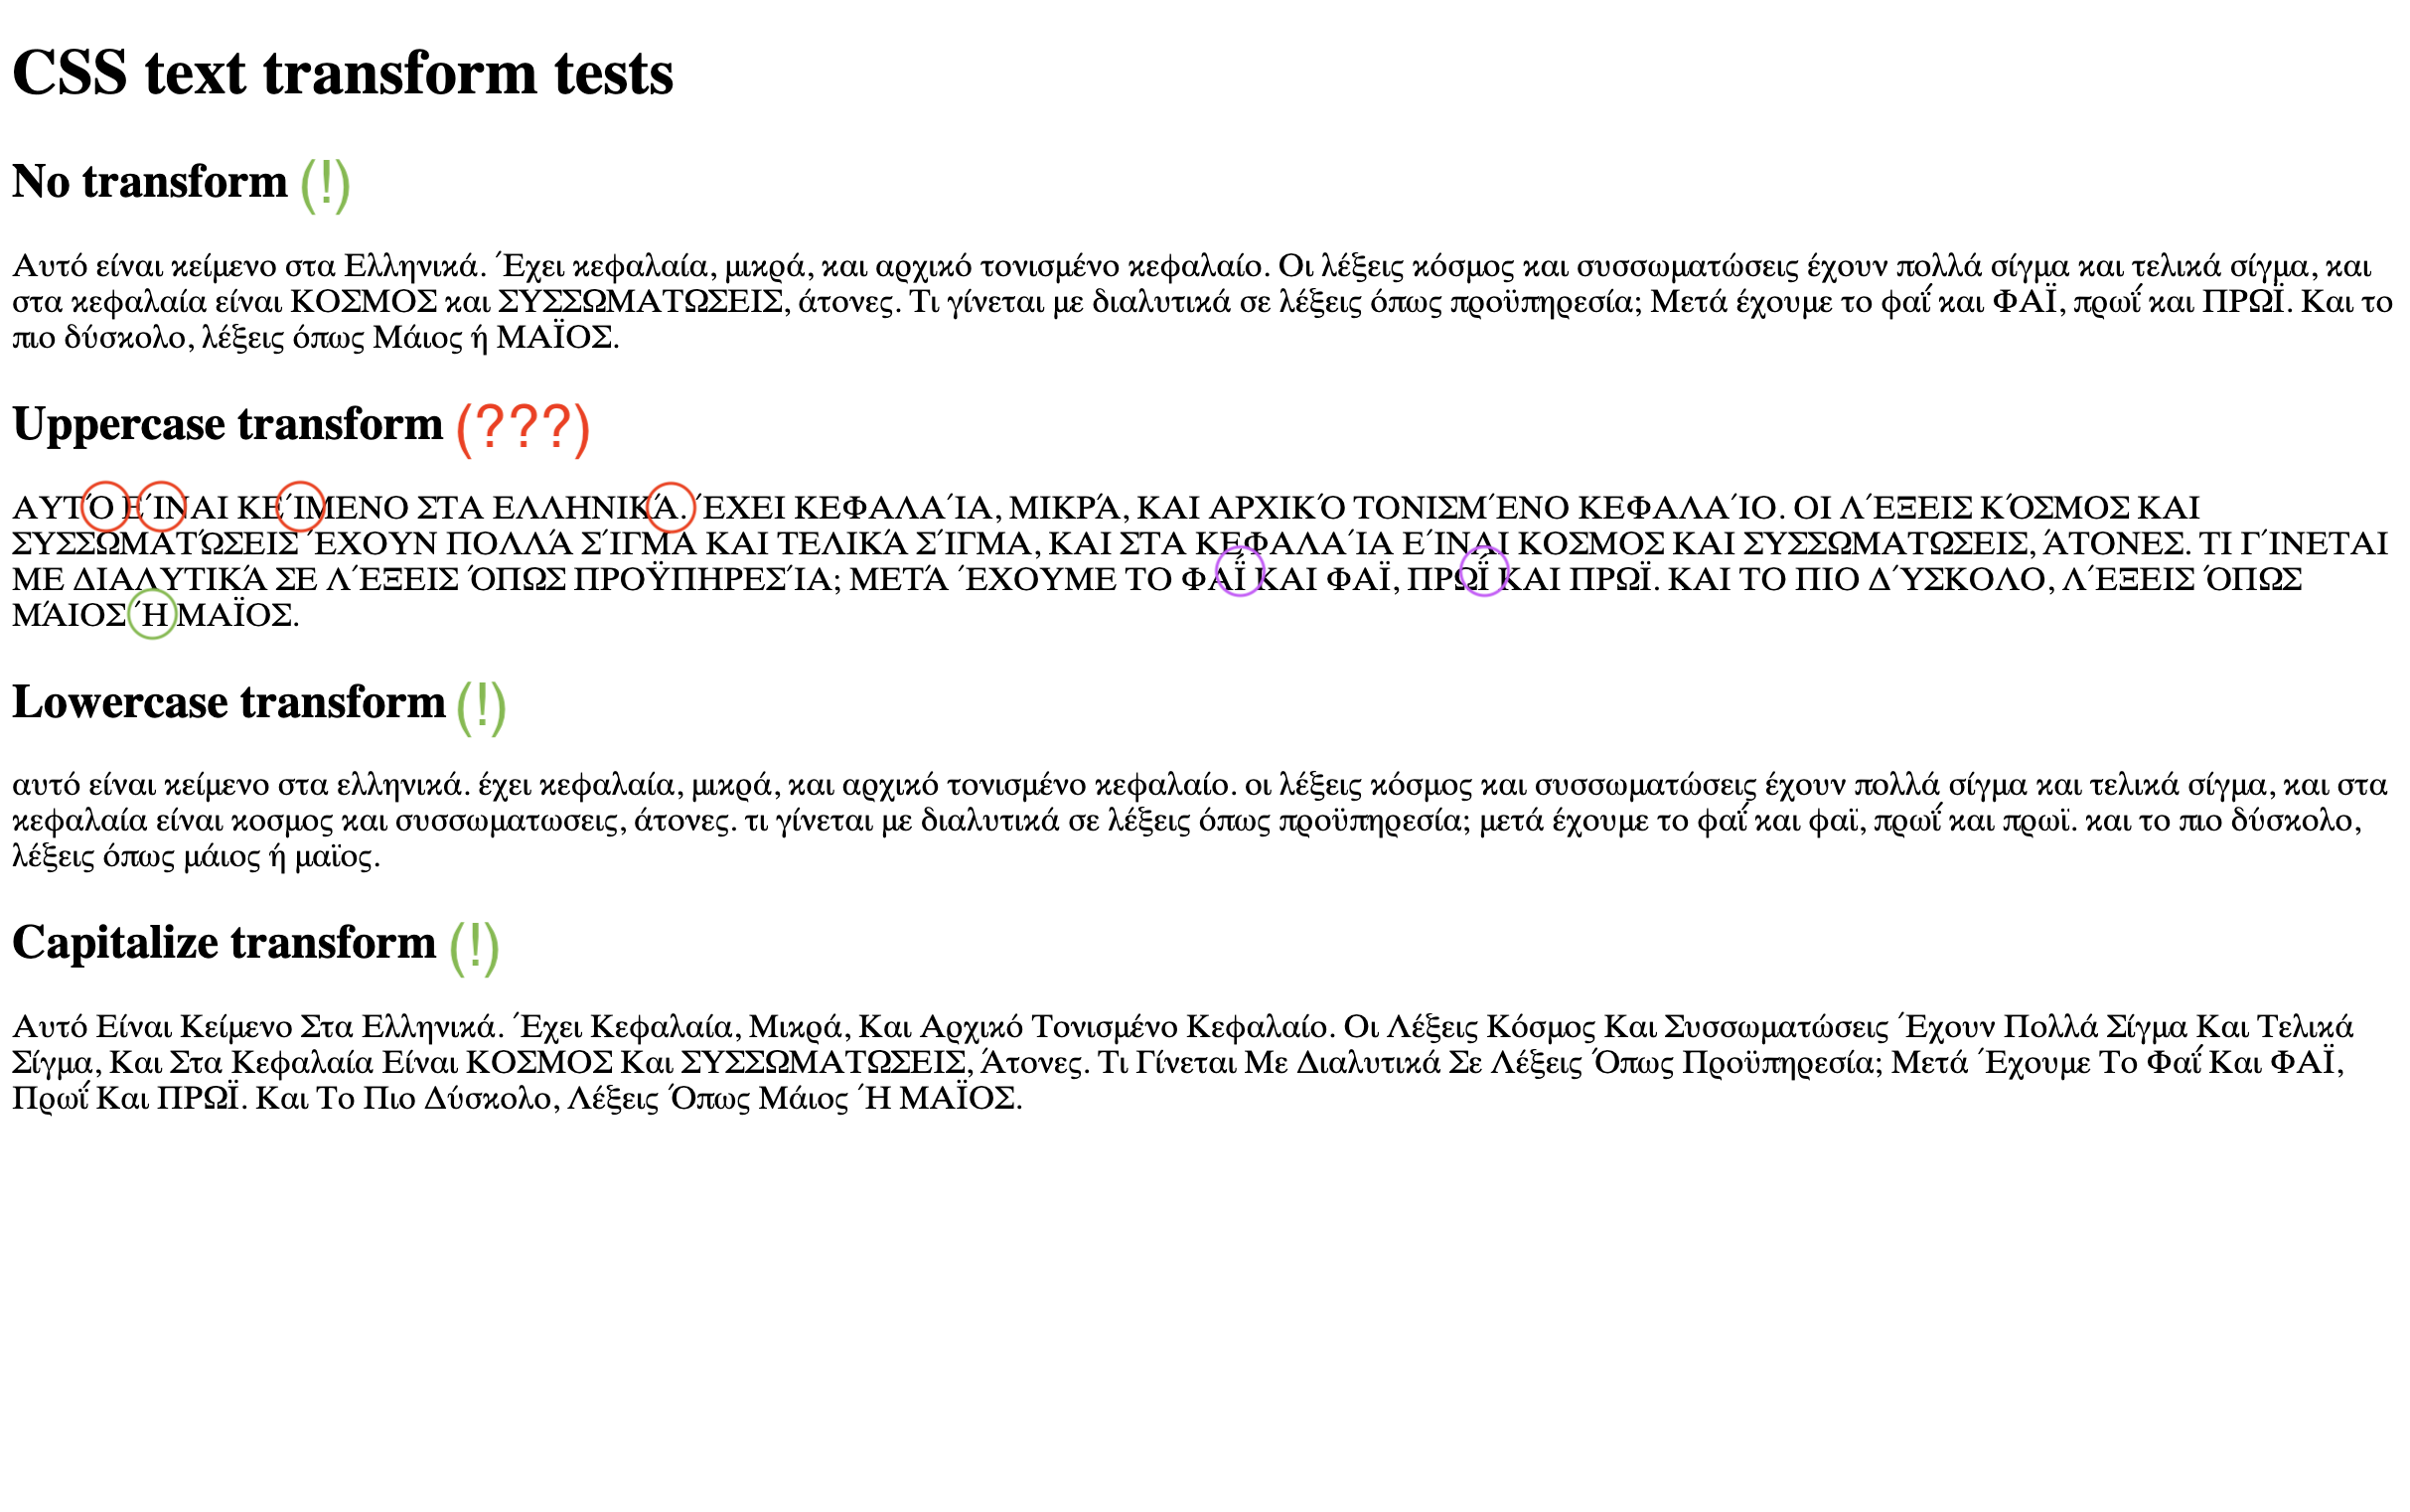 CSS text transform tests
No transform (!)
Αυτό είναι κείμενο στα Ελληνικά. Έχει κεφαλαία, μικρά, και αρχικό τονισμένο κεφαλαίο. Οι λέξεις κόσμος και συσσωματώσεις έχουν πολλά σίγμα και τελικά σίγμα, και
στα κεφαλαία είναι ΚΟΣΜΟΣ και ΣΥΣΣΩΜΑΤΩΣΕΙΣ, άτονες. Τι γίνεται με διαλυτικά σε λέξεις όπως προϋπηρεσία; Μετά έχουμε το φαΐ και ΦΑΪ, πρωΐ και ΠΡΩΪ. Και το
πιο δύσκολο, λέξεις όπως Μάιος ή ΜΑΪΟΣ.
Uppercase transform (???)
ΑΥΤΌ ΕΊΝΑΙ ΚΕΊΜΕΝΟ ΣΤΑ ΕΛΛΗΝΙΚΆ. ΈΧΕΙ ΚΕΦΑΛΑΊΑ, ΜΙΚΡΆ, ΚΑΙ ΑΡΧΙΚΌ ΤΟΝΙΣΜΈΝΟ ΚΕΦΑΛΑΊΟ. ΟΙ ΛΈΞΕΙΣ ΚΌΣΜΟΣ ΚΑΙ
ΣΥΣΣΩΜΑΤΏΣΕΙΣ ΈΧΟΥΝ ΠΟΛΛΆ ΣΊΓΜΑ ΚΑΙ ΤΕΛΙΚΆ ΣΊΓΜΑ, ΚΑΙ ΣΤΑ ΚΕΦΑΛΑΊΑ ΕΊΝΑΙ ΚΟΣΜΟΣ ΚΑΙ ΣΥΣΣΩΜΑΤΩΣΕΙΣ, ΆΤΟΝΕΣ. ΤΙ ΓΊΝΕΤΑΙ
ΜΕ ΔΙΑΛΥΤΙΚΆ ΣΕ ΛΈΞΕΙΣ ΌΠΩΣ ΠΡΟΫΠΗΡΕΣΊΑ; ΜΕΤΆ ΈΧΟΥΜΕ ΤΟ ΦΑΪ́ ΚΑΙ ΦΑΪ, ΠΡΩΪ́ ΚΑΙ ΠΡΩΪ. ΚΑΙ ΤΟ ΠΙΟ ΔΎΣΚΟΛΟ, ΛΈΞΕΙΣ ΌΠΩΣ
ΜΆΙΟΣ Ή ΜΑΪΟΣ.
Lowercase transform (!)
αυτό είναι κείμενο στα ελληνικά. έχει κεφαλαία, μικρά, και αρχικό τονισμένο κεφαλαίο. οι λέξεις κόσμος και συσσωματώσεις έχουν πολλά σίγμα και τελικά σίγμα, και στα
κεφαλαία είναι κοσμος και συσσωματωσεις, άτονες. τι γίνεται με διαλυτικά σε λέξεις όπως προϋπηρεσία; μετά έχουμε το φαΐ και φαϊ, πρωΐ και πρωϊ. και το πιο δύσκολο,
λέξεις όπως μάιος ή μαϊος.
Capitalize transform (!)
Αυτό Είναι Κείμενο Στα Ελληνικά. Έχει Κεφαλαία, Μικρά, Και Αρχικό Τονισμένο Κεφαλαίο. Οι Λέξεις Κόσμος Και Συσσωματώσεις Έχουν Πολλά Σίγμα Και Τελικά
Σίγμα, Και Στα Κεφαλαία Είναι ΚΟΣΜΟΣ Και ΣΥΣΣΩΜΑΤΩΣΕΙΣ, Άτονες. Τι Γίνεται Με Διαλυτικά Σε Λέξεις Όπως Προϋπηρεσία; Μετά Έχουμε Το Φαΐ Και ΦΑΪ,
Πρωΐ Και ΠΡΩΪ. Και Το Πιο Δύσκολο, Λέξεις Όπως Μάιος Ή ΜΑΪΟΣ.